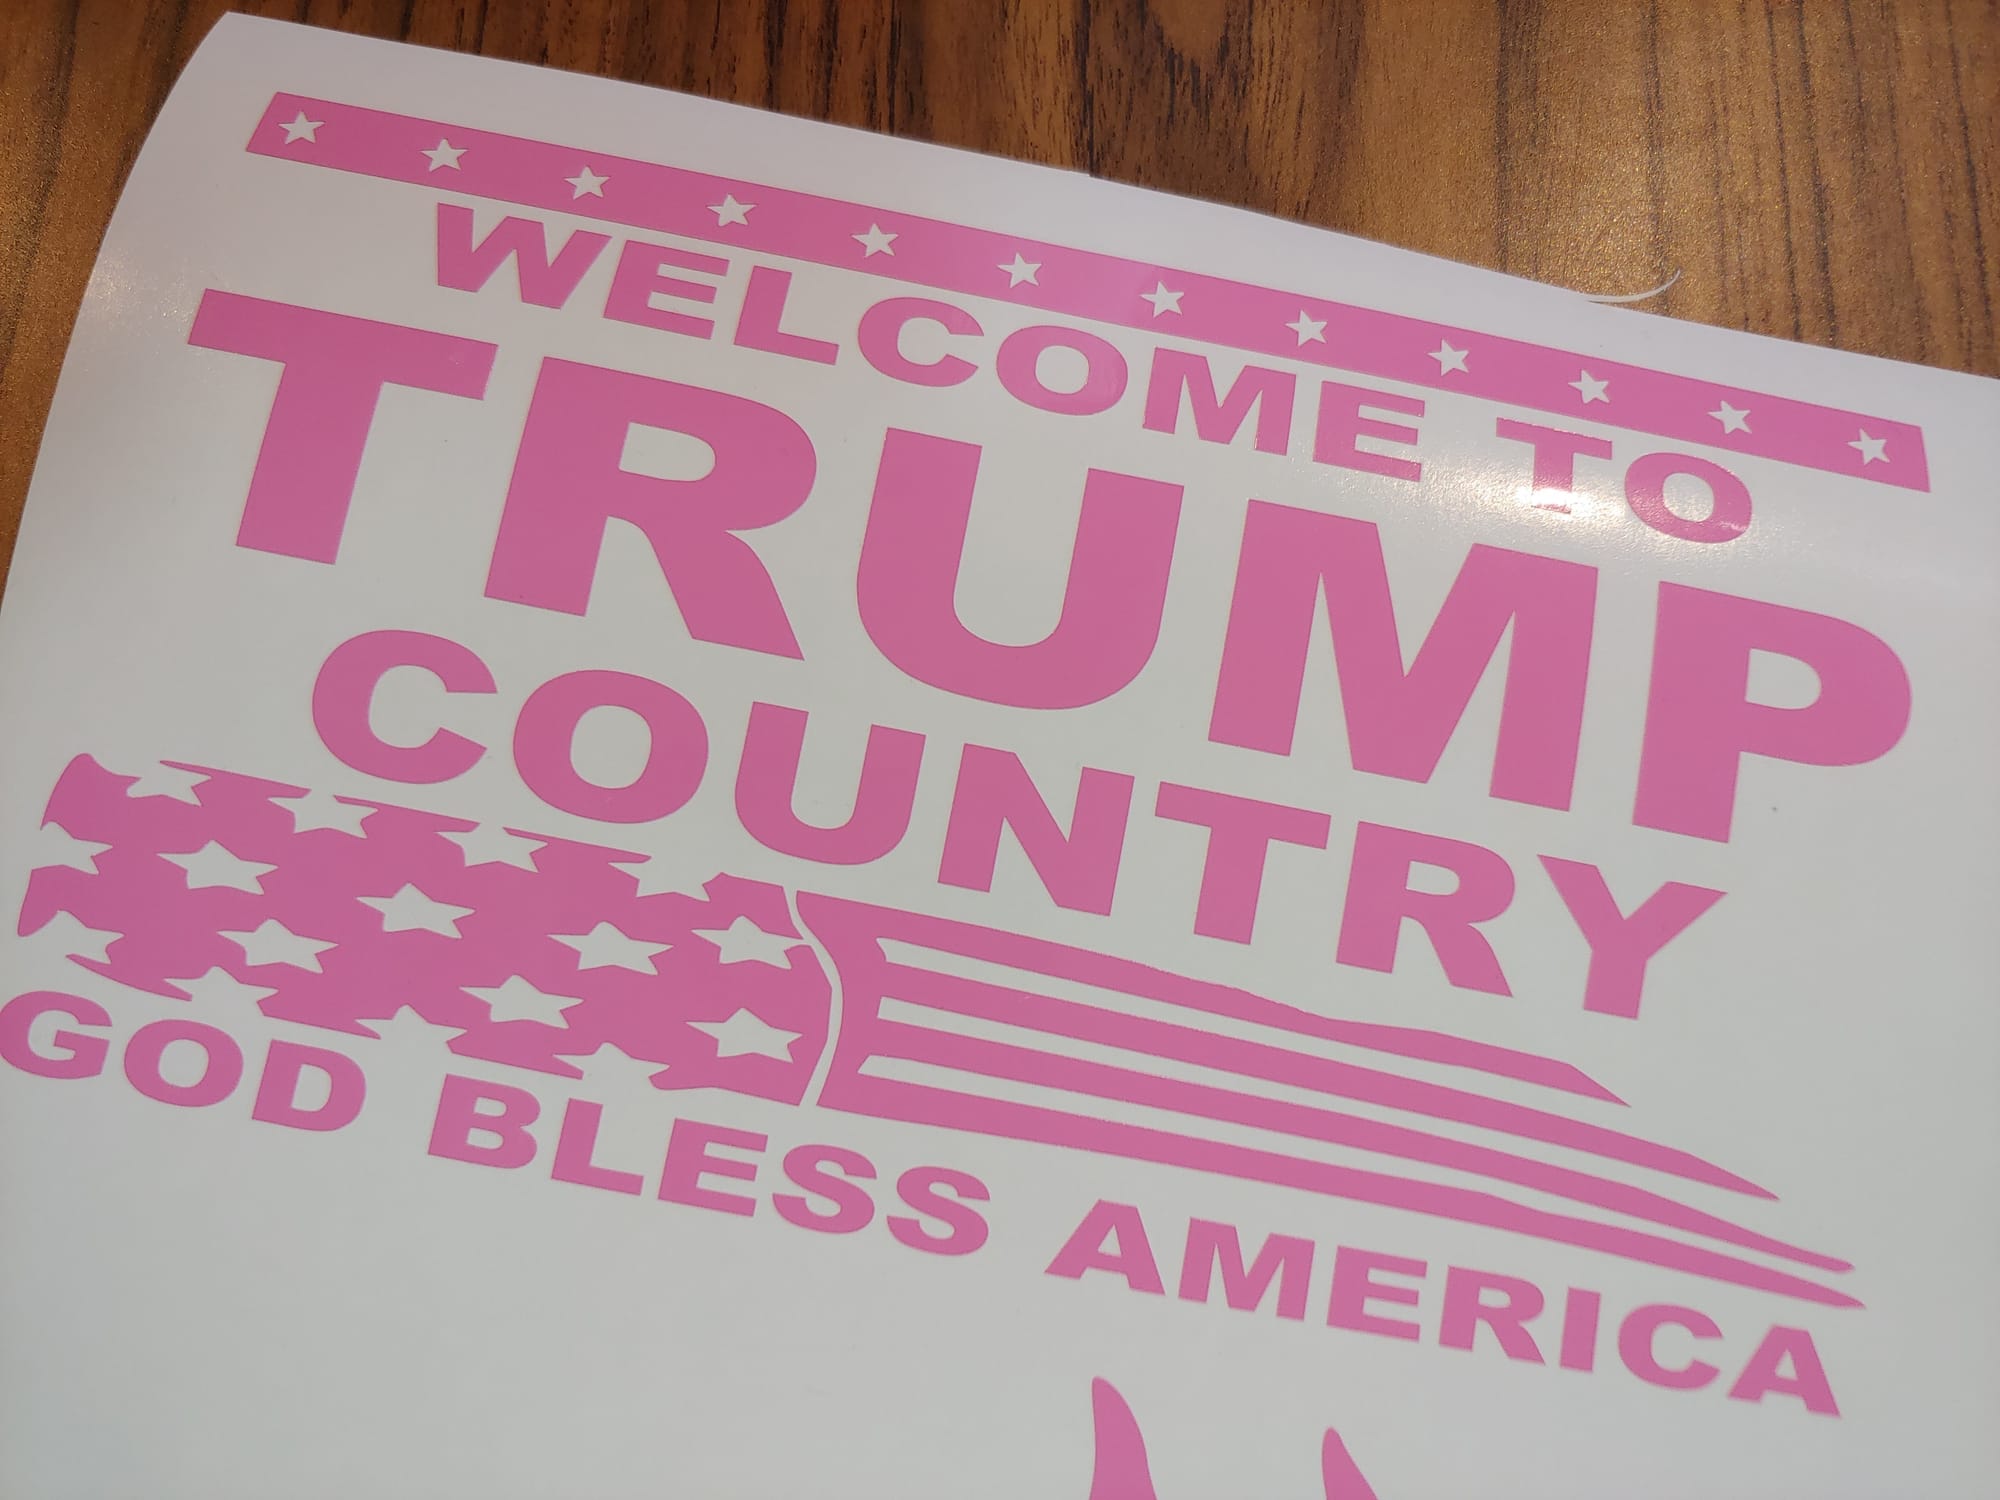 WELCOME TO
TRUMP
COUNTRY
GOD BLESS AMERICA